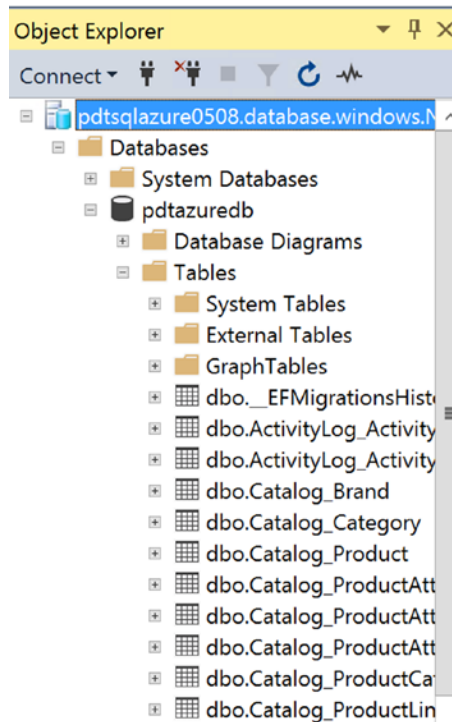 Object Explorer
Connect
pdtsqlazure0508.database.windows.N
Databases
System Databases
pdtazuredb
Database Diagrams
Tables
System Tables
External Tables
GraphTables
dbo.__EFMigrationsHisto
dbo.ActivityLog_Activity
dbo.ActivityLog_Activity
dbo.Catalog_Brand
dbo.Catalog_Category
dbo.Catalog_Product
dbo.Catalog_ProductAtt
dbo.Catalog_ProductAtt
dbo.Catalog_ProductAtt
dbo.Catalog_ProductCat
dbo.Catalog_ProductLin